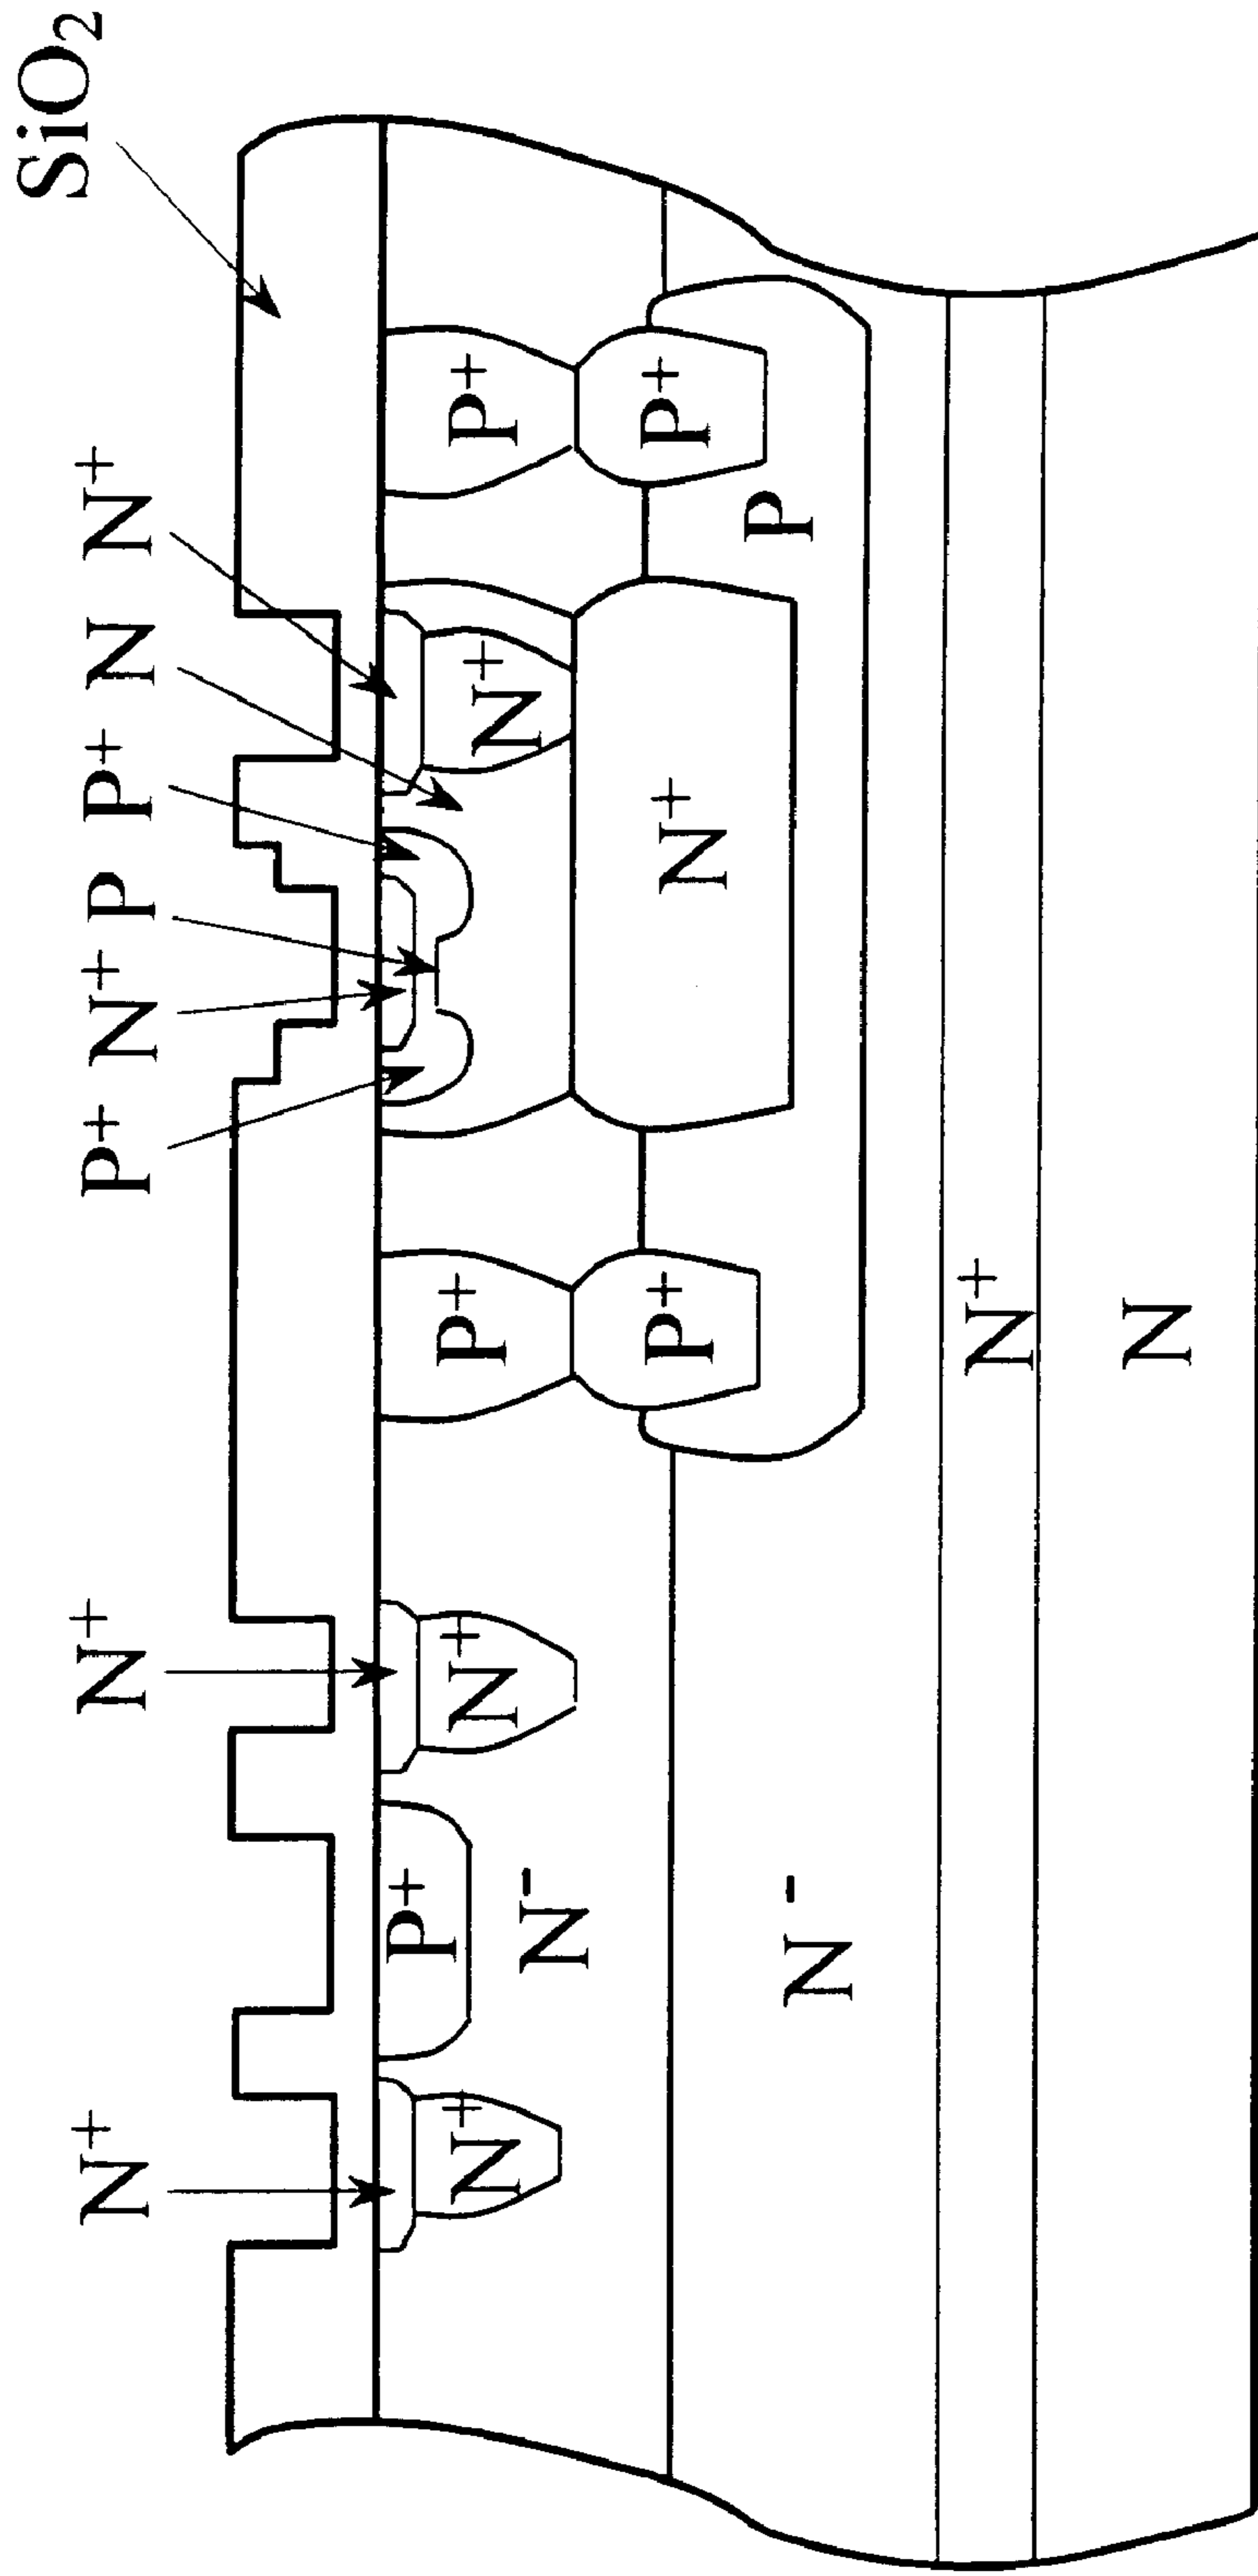 SiO₂
N⁺ N⁺ P⁺ N⁺ P P⁺ N N⁺
N⁺ P⁺ N⁺ P⁺ N⁺ P⁺
N⁻
P⁺ N⁺ P⁺
N⁻ P
N⁺
N